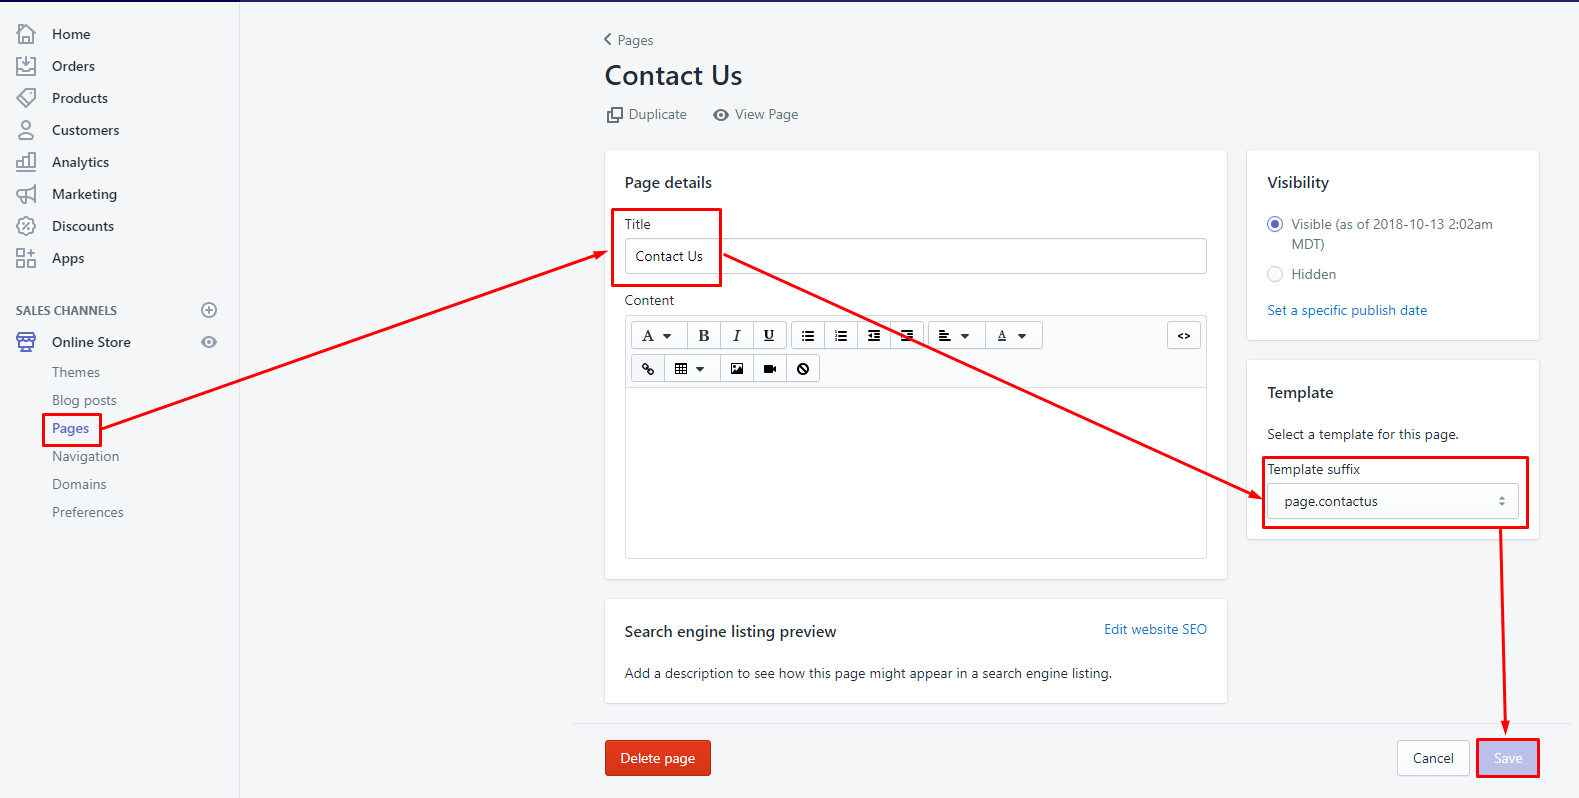 Home
Orders
Products
Customers
Analytics
Marketing
Discounts
Apps
SALES CHANNELS
Online Store
Themes
Blog posts
Pages
Navigation
Domains
Preferences
Pages
Contact Us
Duplicate View Page
Page details
Title
Contact Us
Content
A B I U A <>
Search engine listing preview
Edit website SEO
Add a description to see how this page might appear in a search engine listing.
Visibility
Visible (as of 2018-10-13 2:02am
MDT)
Hidden
Set a specific publish date
Template
Select a template for this page.
Template suffix
page.contactus
Delete page
Cancel
Save